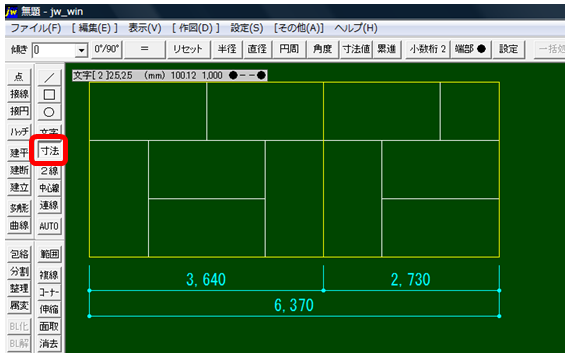 無題 - jw_win
ファイル(F) [ 編集(E) ] 表示(V) [ 作図(D) ] 設定(S) [その他(A)] ヘルプ(H)
傾き 0 0°/90° ＝ リセット 半径 直径 円周 角度 寸法値 累進 小数桁 2 端部 ● 設定 一括処
文字[ 2 ]2.5,2.5 (mm) 100.12 1,000 ●－－●
点 ／
接線 □
接円 ○
ハッチ 文字
建平 寸法
建断 2 線
建立 中心線
多角形 連線
曲線 AUTO
包絡 範囲
分割 複線
整理 コーナー
属変 伸縮
BL化 面取
BL解 消去
3,640 2,730
6,370